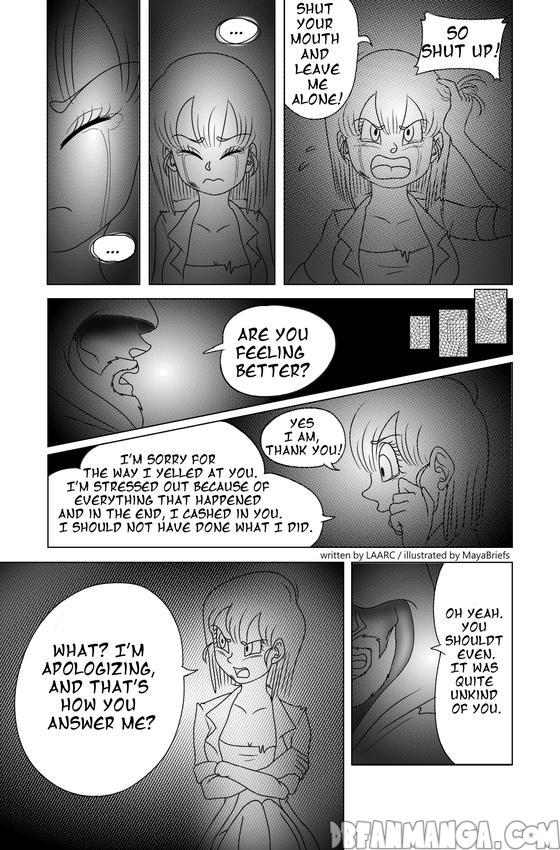 ...
...
SHUT
YOUR
MOUTH
AND
LEAVE
ME
ALONE!
SO
SHUT UP!
ARE YOU
FEELING
BETTER?
YES
I AM,
THANK YOU!
I'M SORRY FOR
THE WAY I YELLED AT YOU.
I'M STRESSED OUT BECAUSE OF
EVERYTHING THAT HAPPENED
AND IN THE END, I CASHED IN YOU.
I SHOULD NOT HAVE DONE WHAT I DID.
written by LAARC / illustrated by MayaBriefs
WHAT? I'M
APOLOGIZING,
AND THAT'S
HOW YOU
ANSWER ME?
OH YEAH.
YOU
SHOULDT
EVEN.
IT WAS
QUITE
UNKIND
OF YOU.
DBFANMANGA.COM